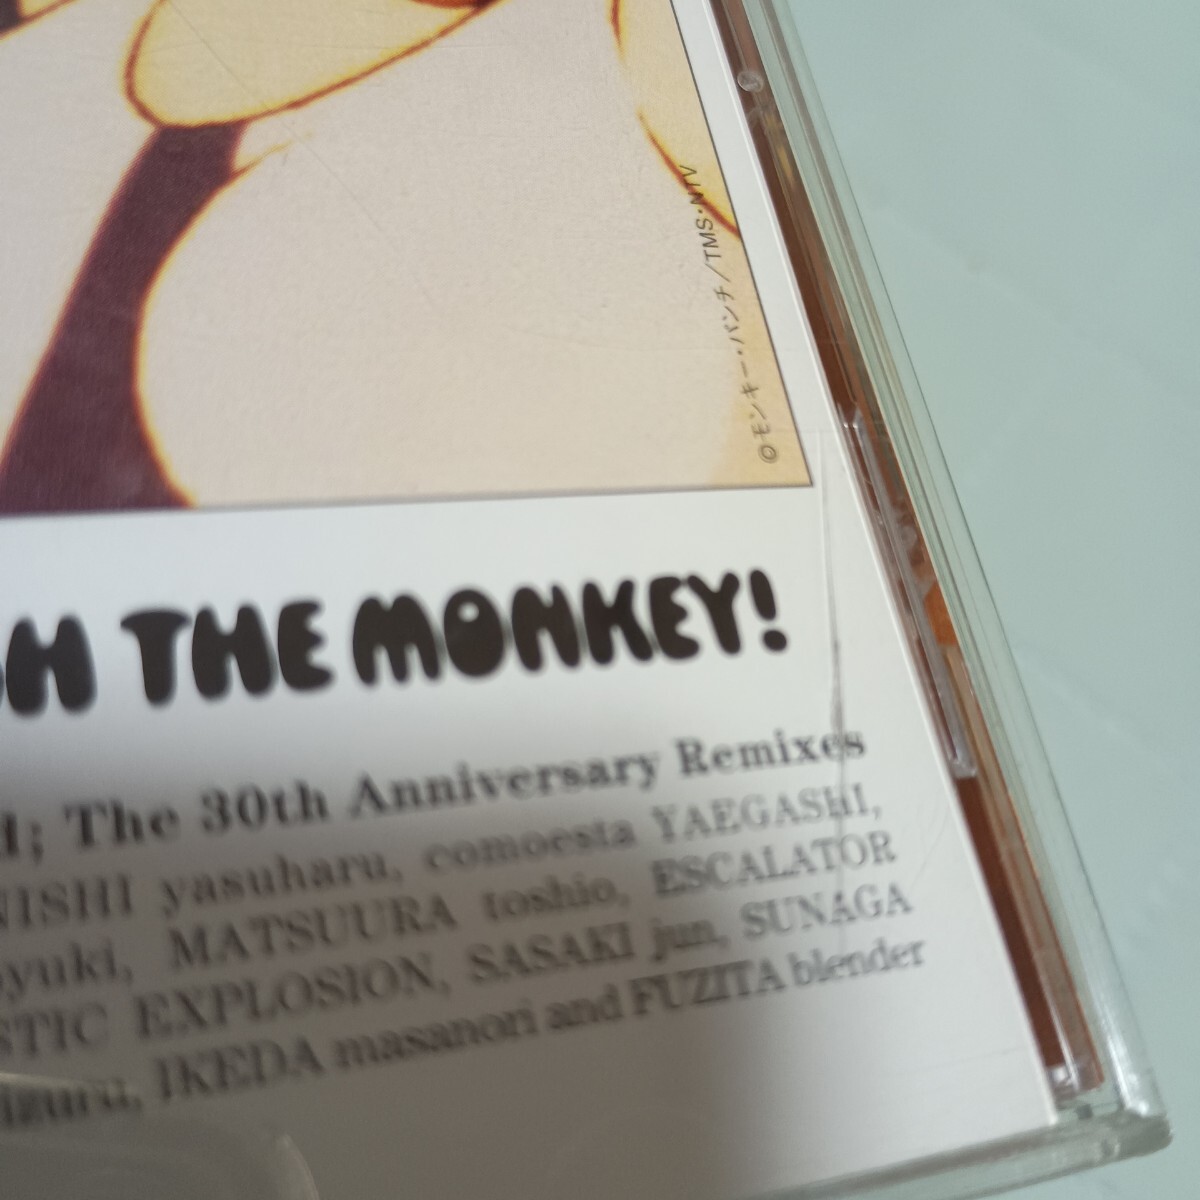 ©モンキー・パンチ/TMS・NTV
THE MONKEY!
; The 30th Anniversary Remixes
NISHI yasuharu, comoesta YAEGASHI,
yuki, MATSUURA toshio, ESCALATOR
STIC EXPLOSION, SASAKI jun, SUNAGA
IKEDA masanori and FUZITA blender